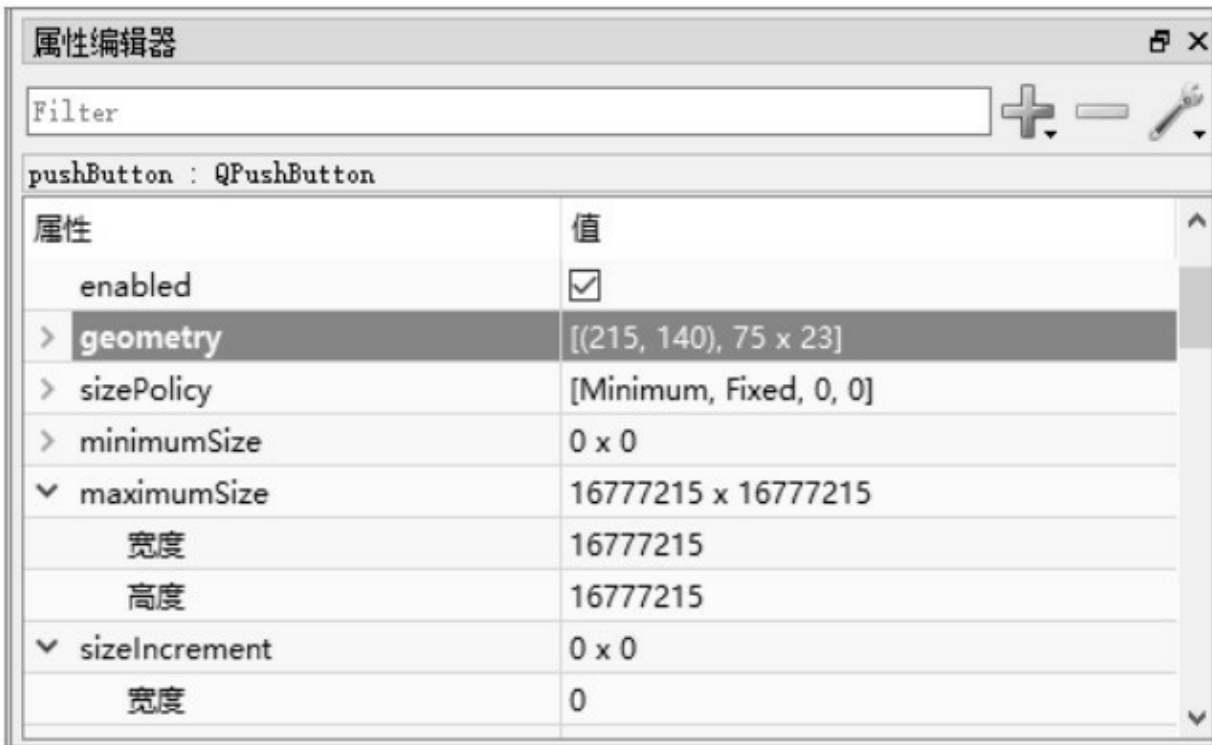 属性编辑器
Filter
pushButton : QPushButton
属性 值
enabled
geometry [(215, 140), 75 x 23]
sizePolicy [Minimum, Fixed, 0, 0]
minimumSize 0 x 0
maximumSize 16777215 x 16777215
宽度 16777215
高度 16777215
sizeIncrement 0 x 0
宽度 0